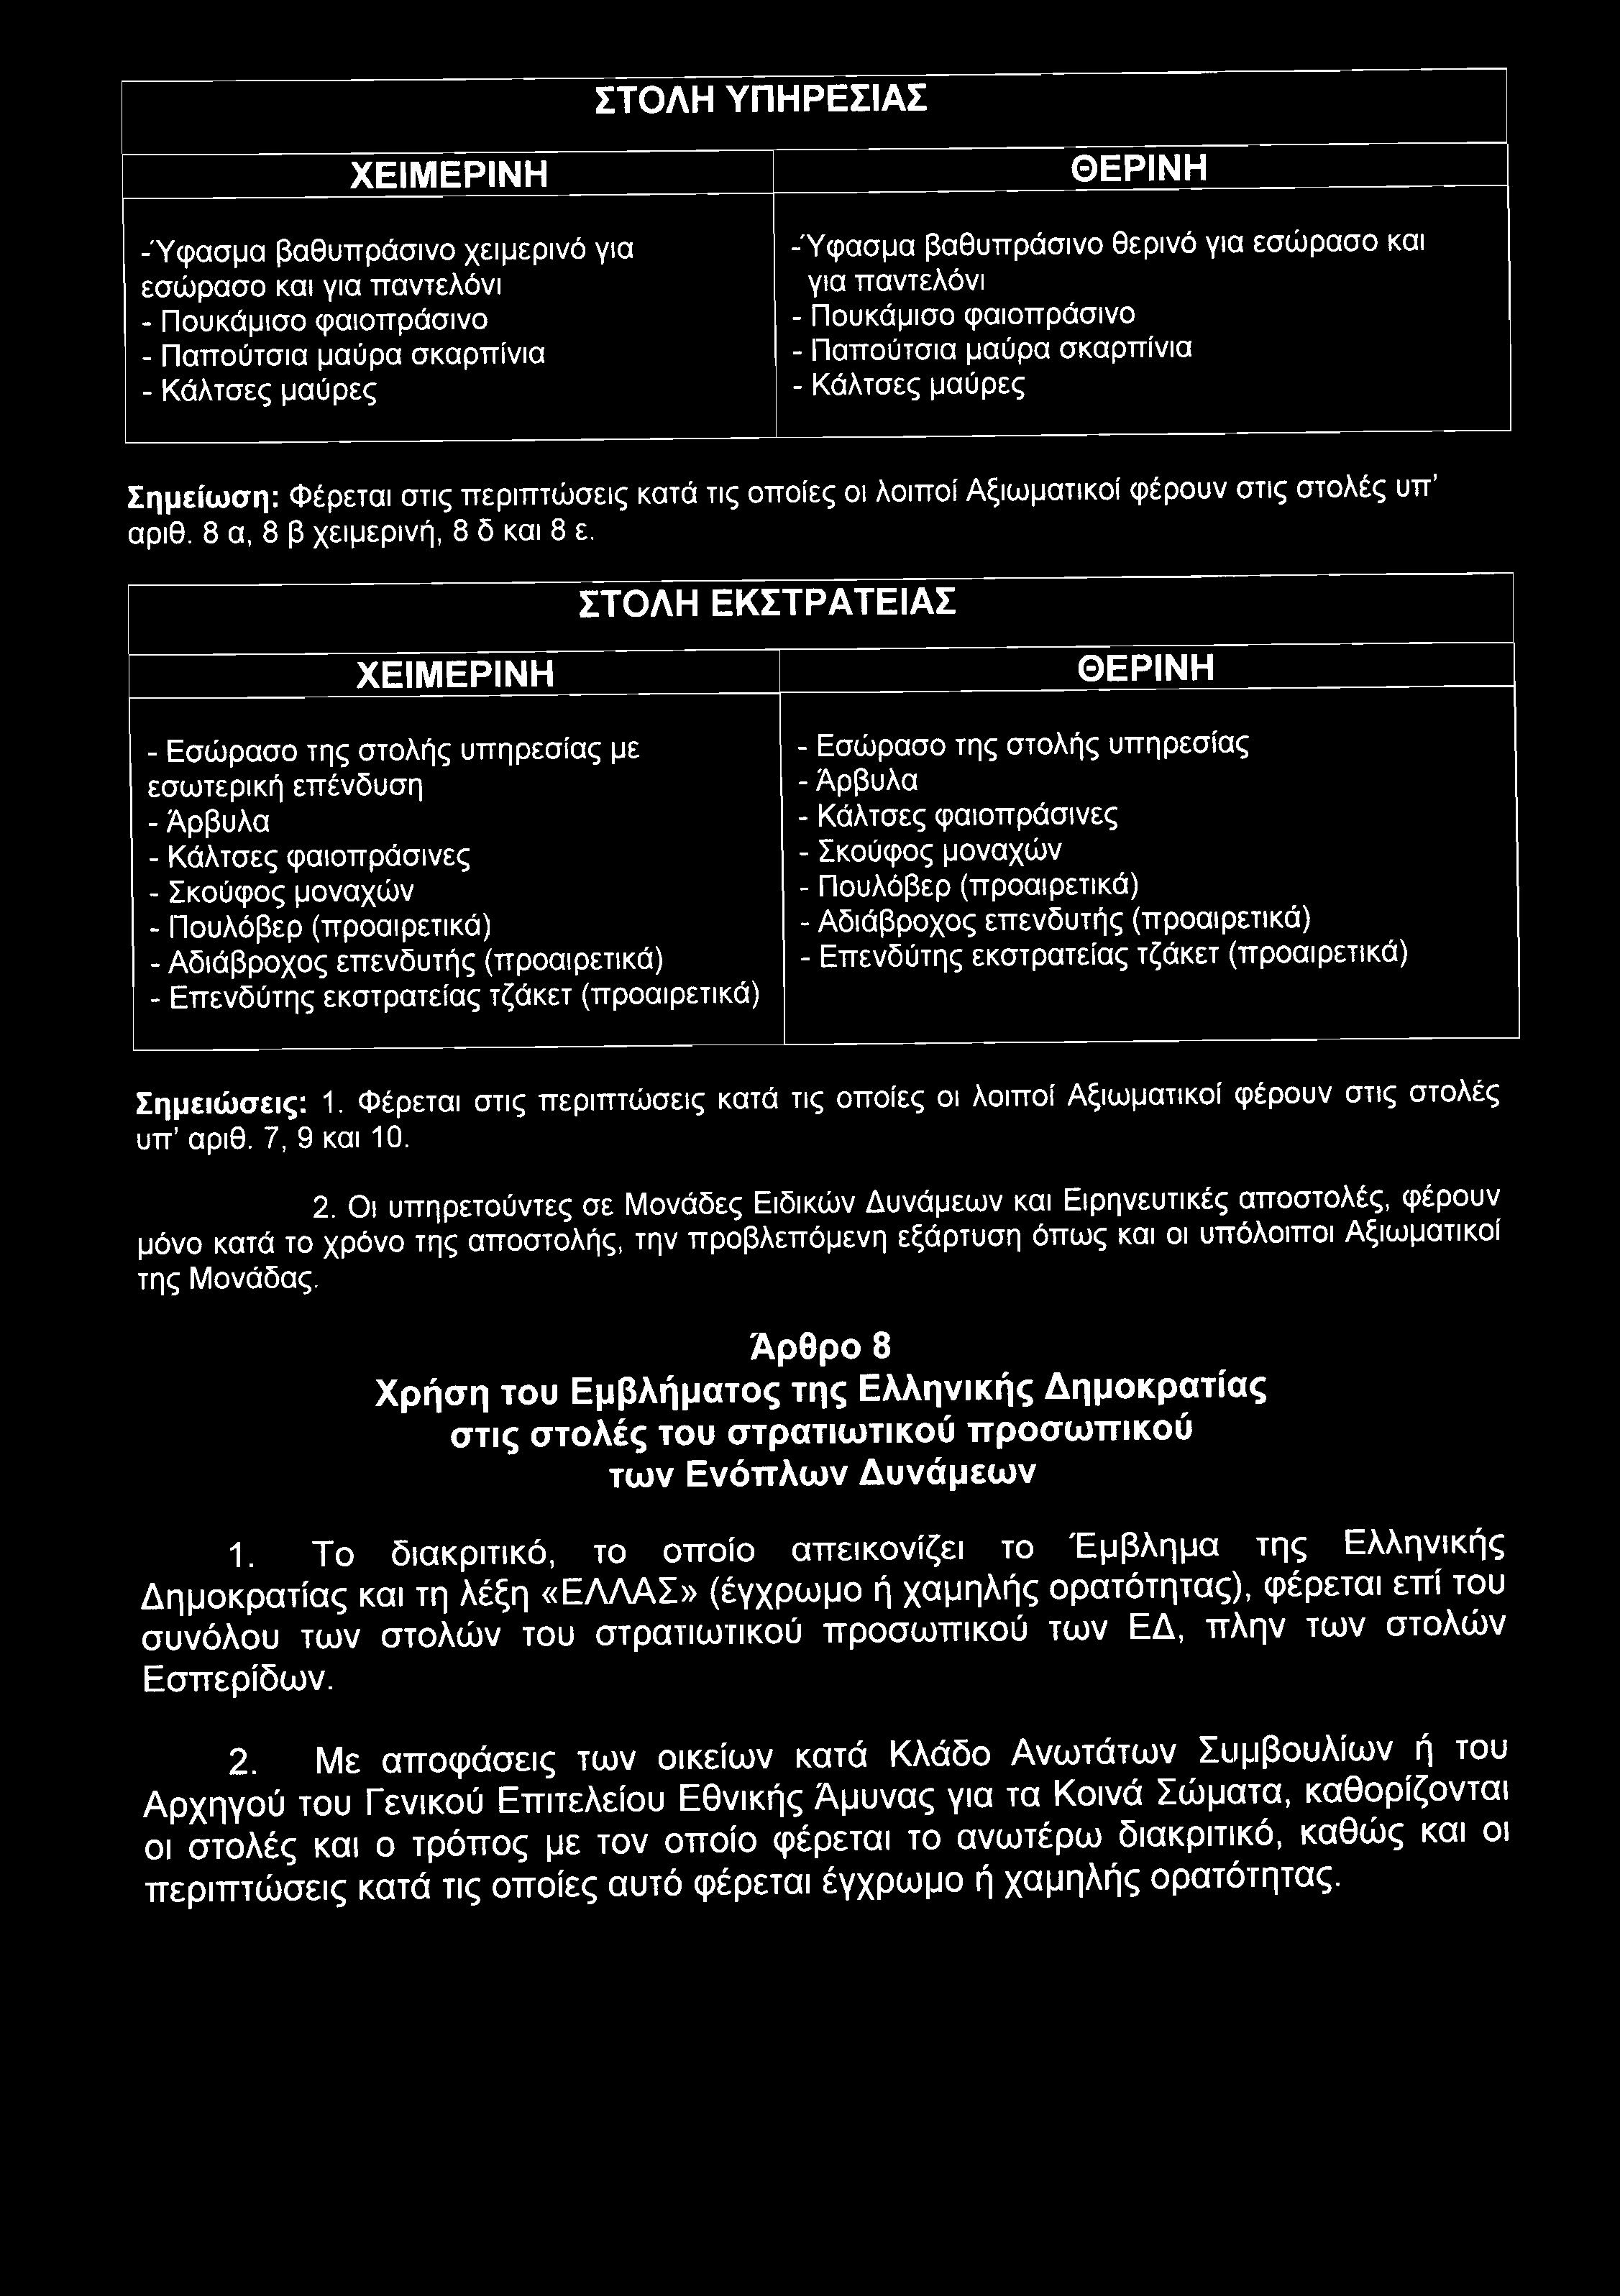 ΣΤΟΛΗ ΥΠΗΡΕΣΙΑΣ
ΧΕΙΜΕΡΙΝΗ
ΘΕΡΙΝΗ
-Ύφασμα βαθυπράσινο χειμερινό για
εσώρασο και για παντελόνι
- Πουκάμισο φαιοπράσινο
- Παπούτσια μαύρα σκαρπίνια
- Κάλτσες μαύρες
-Ύφασμα βαθυπράσινο θερινό για εσώρασο και
για παντελόνι
- Πουκάμισο φαιοπράσινο
- Παπούτσια μαύρα σκαρπίνια
- Κάλτσες μαύρες
Σημείωση: Φέρεται στις περιπτώσεις κατά τις οποίες οι λοιποί Αξιωματικοί φέρουν στις στολές υπ’
αριθ. 8 α, 8 β χειμερινή, 8 δ και 8 ε.
ΣΤΟΛΗ ΕΚΣΤΡΑΤΕΙΑΣ
ΧΕΙΜΕΡΙΝΗ
ΘΕΡΙΝΗ
- Εσώρασο της στολής υπηρεσίας με
εσωτερική επένδυση
- Άρβυλα
- Κάλτσες φαιοπράσινες
- Σκούφος μοναχών
- Πουλόβερ (προαιρετικά)
- Αδιάβροχος επενδυτής (προαιρετικά)
- Επενδύτης εκστρατείας τζάκετ (προαιρετικά)
- Εσώρασο της στολής υπηρεσίας
- Άρβυλα
- Κάλτσες φαιοπράσινες
- Σκούφος μοναχών
- Πουλόβερ (προαιρετικά)
- Αδιάβροχος επενδυτής (προαιρετικά)
- Επενδύτης εκστρατείας τζάκετ (προαιρετικά)
Σημειώσεις: 1. Φέρεται στις περιπτώσεις κατά τις οποίες οι λοιποί Αξιωματικοί φέρουν στις στολές
υπ’ αριθ. 7, 9 και 10.
2. Οι υπηρετούντες σε Μονάδες Ειδικών Δυνάμεων και Ειρηνευτικές αποστολές, φέρουν
μόνο κατά το χρόνο της αποστολής, την προβλεπόμενη εξάρτυση όπως και οι υπόλοιποι Αξιωματικοί
της Μονάδας.
Άρθρο 8
Χρήση του Εμβλήματος της Ελληνικής Δημοκρατίας
στις στολές του στρατιωτικού προσωπικού
των Ενόπλων Δυνάμεων
1. Το διακριτικό, το οποίο απεικονίζει το Έμβλημα της Ελληνικής
Δημοκρατίας και τη λέξη «ΕΛΛΑΣ» (έγχρωμο ή χαμηλής ορατότητας), φέρεται επί του
συνόλου των στολών του στρατιωτικού προσωπικού των ΕΔ, πλην των στολών
Εσπερίδων.
2. Με αποφάσεις των οικείων κατά Κλάδο Ανωτάτων Συμβουλίων ή του
Αρχηγού του Γενικού Επιτελείου Εθνικής Άμυνας για τα Κοινά Σώματα, καθορίζονται
οι στολές και ο τρόπος με τον οποίο φέρεται το ανωτέρω διακριτικό, καθώς και οι
περιπτώσεις κατά τις οποίες αυτό φέρεται έγχρωμο ή χαμηλής ορατότητας.